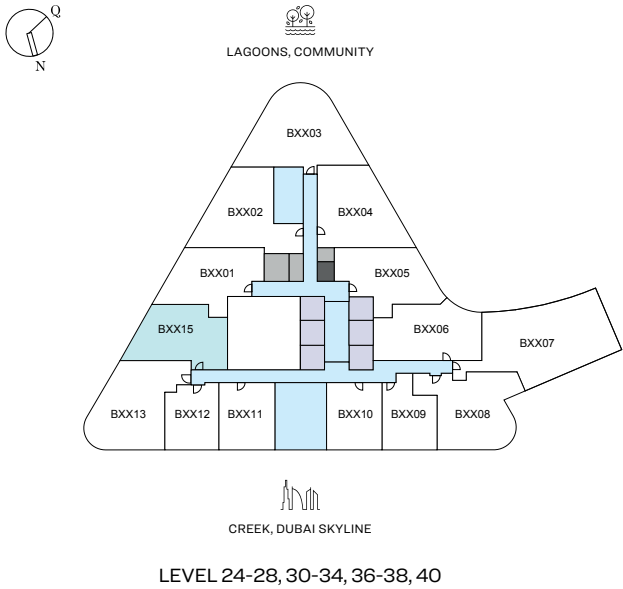 Q
N
LAGOONS, COMMUNITY
BXX03
BXX02
BXX04
BXX01
BXX05
BXX15
BXX06
BXX07
BXX13
BXX12
BXX11
BXX10
BXX09
BXX08
CREEK, DUBAI SKYLINE
LEVEL 24-28, 30-34, 36-38, 40